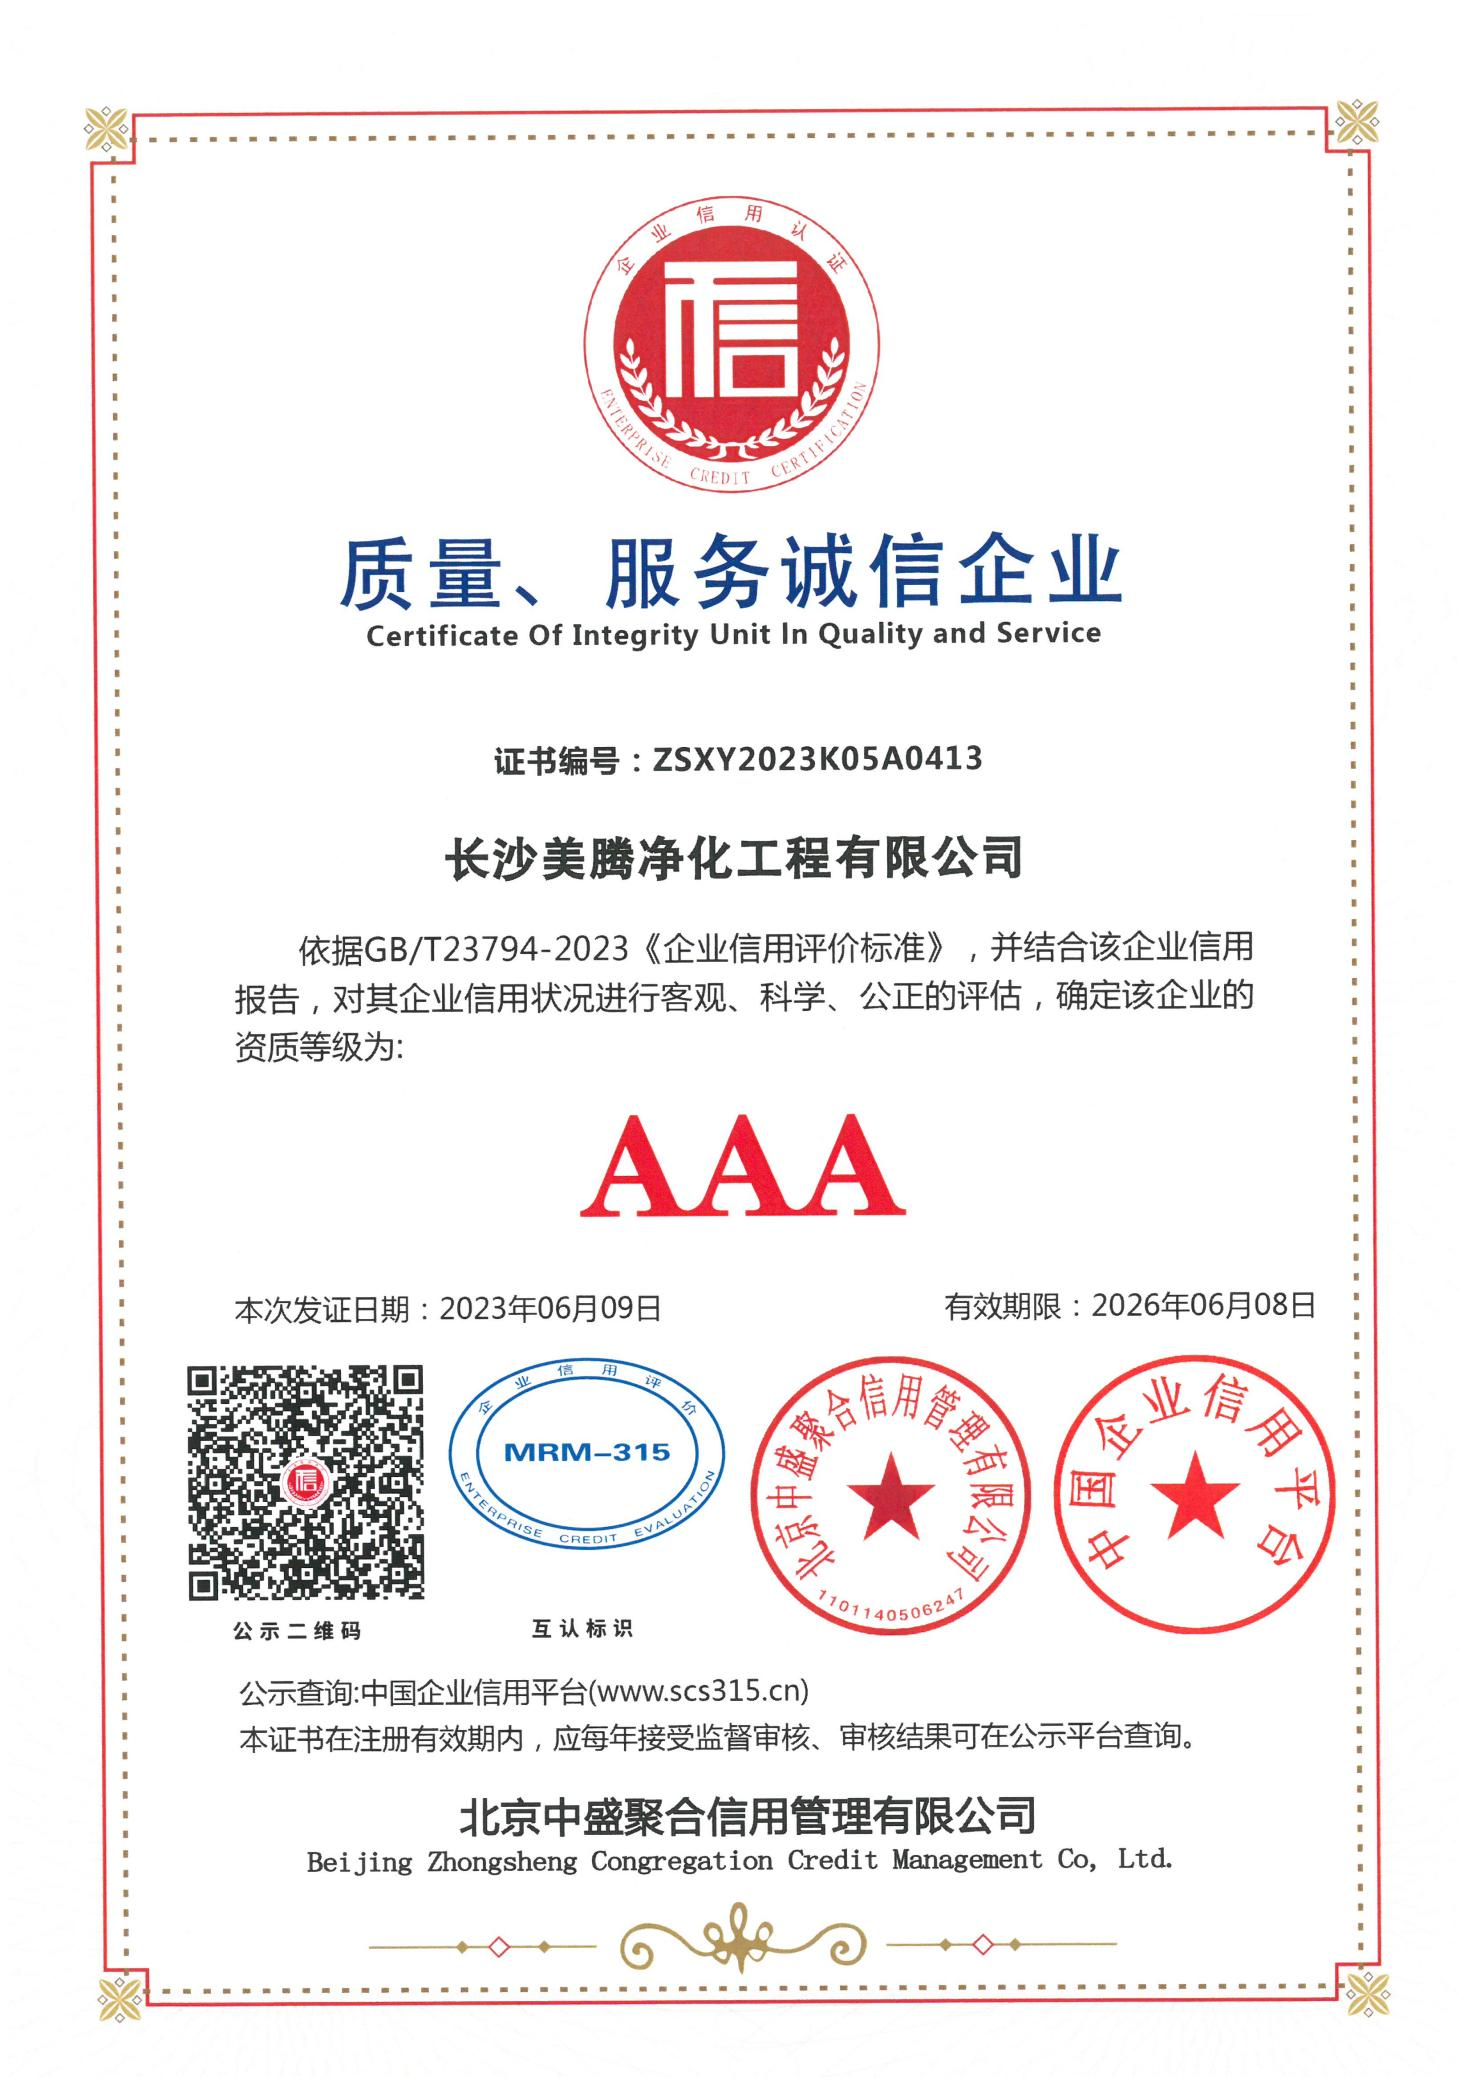 企业信用认证
信
ENTERPRISE CREDIT CERTIFICATION
质量、服务诚信企业
Certificate Of Integrity Unit In Quality and Service
证书编号：ZSXY2023K05A0413
长沙美腾净化工程有限公司
依据GB/T23794-2023《企业信用评价标准》，并结合该企业信用
报告，对其企业信用状况进行客观、科学、公正的评估，确定该企业的
资质等级为:
AAA
本次发证日期：2023年06月09日
有效期限：2026年06月08日
信
企业信用评价
MRM-315
ENTERPRISE CREDIT EVALUATION
北京中盛聚合信用管理有限公司
1101140506247
中国企业信用平台
公示二维码
互认标识
公示查询:中国企业信用平台(www.scs315.cn)
本证书在注册有效期内，应每年接受监督审核、审核结果可在公示平台查询。
北京中盛聚合信用管理有限公司
Beijing Zhongsheng Congregation Credit Management Co, Ltd.